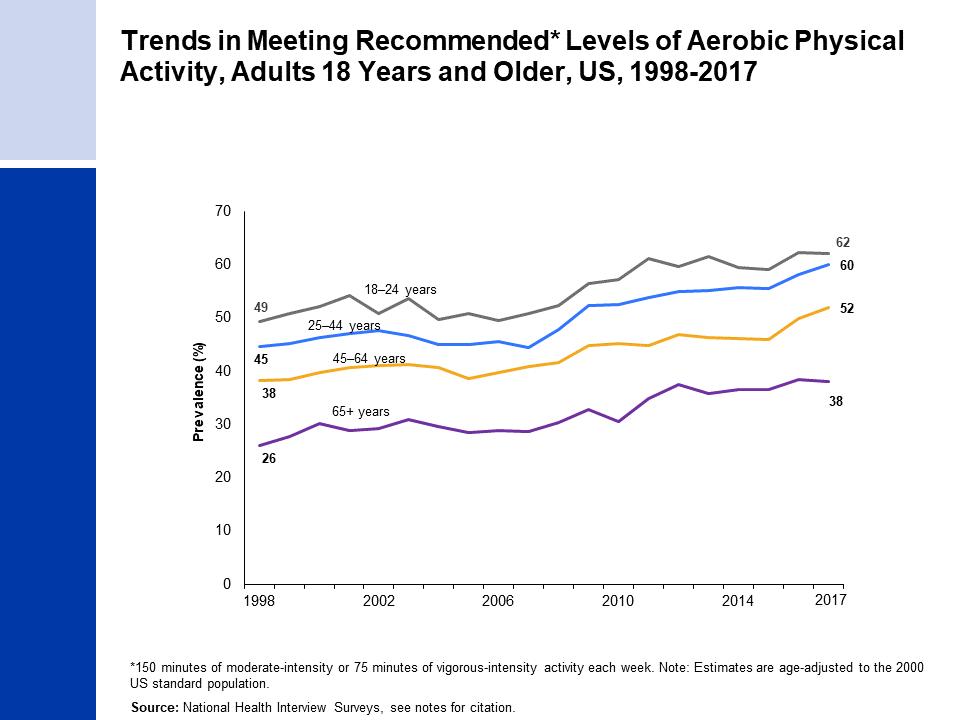 Trends in Meeting Recommended* Levels of Aerobic Physical
Activity, Adults 18 Years and Older, US, 1998-2017
70
60
50
40
30
20
10
0
Prevalence (%)
49
18–24 years
62
25–44 years
60
45
45–64 years
52
38
65+ years
38
26
1998 2002 2006 2010 2014 2017
*150 minutes of moderate-intensity or 75 minutes of vigorous-intensity activity each week. Note: Estimates are age-adjusted to the 2000
US standard population.
Source: National Health Interview Surveys, see notes for citation.